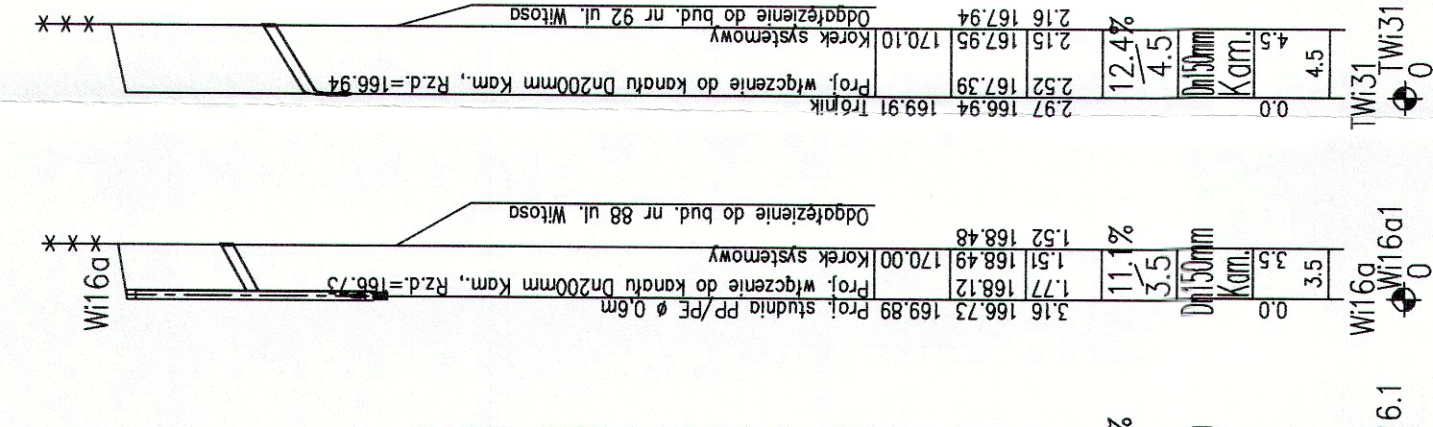 Odgałęzienie do bud. nr 92 ul. Witosa
2.16 167.94
Korek systemowy 170.10 167.95 2.15
Proj. włączenie do kanału Dn200mm Kam., Rz.d.=166.94 167.39 2.52
Trójnik 169.91 166.94 2.97
12.4%
4.5
Dn150mm
Kam.
0.0 4.5
4.5
TWi31
TWi31
0
Odgałęzienie do bud. nr 88 ul. Witosa
1.52 168.48
Korek systemowy 170.00 168.49 1.51
Proj. włączenie do kanału Dn200mm Kam., Rz.d.=166.73 168.12 1.77
3.16 166.73 169.89 Proj. studnia PP/PE ø 0,6m
Wi16a
11.1%
3.5
Dn150mm
Kam.
0.0 3.5
3.5
Wi16a
Wi16a1
0
%
6.1